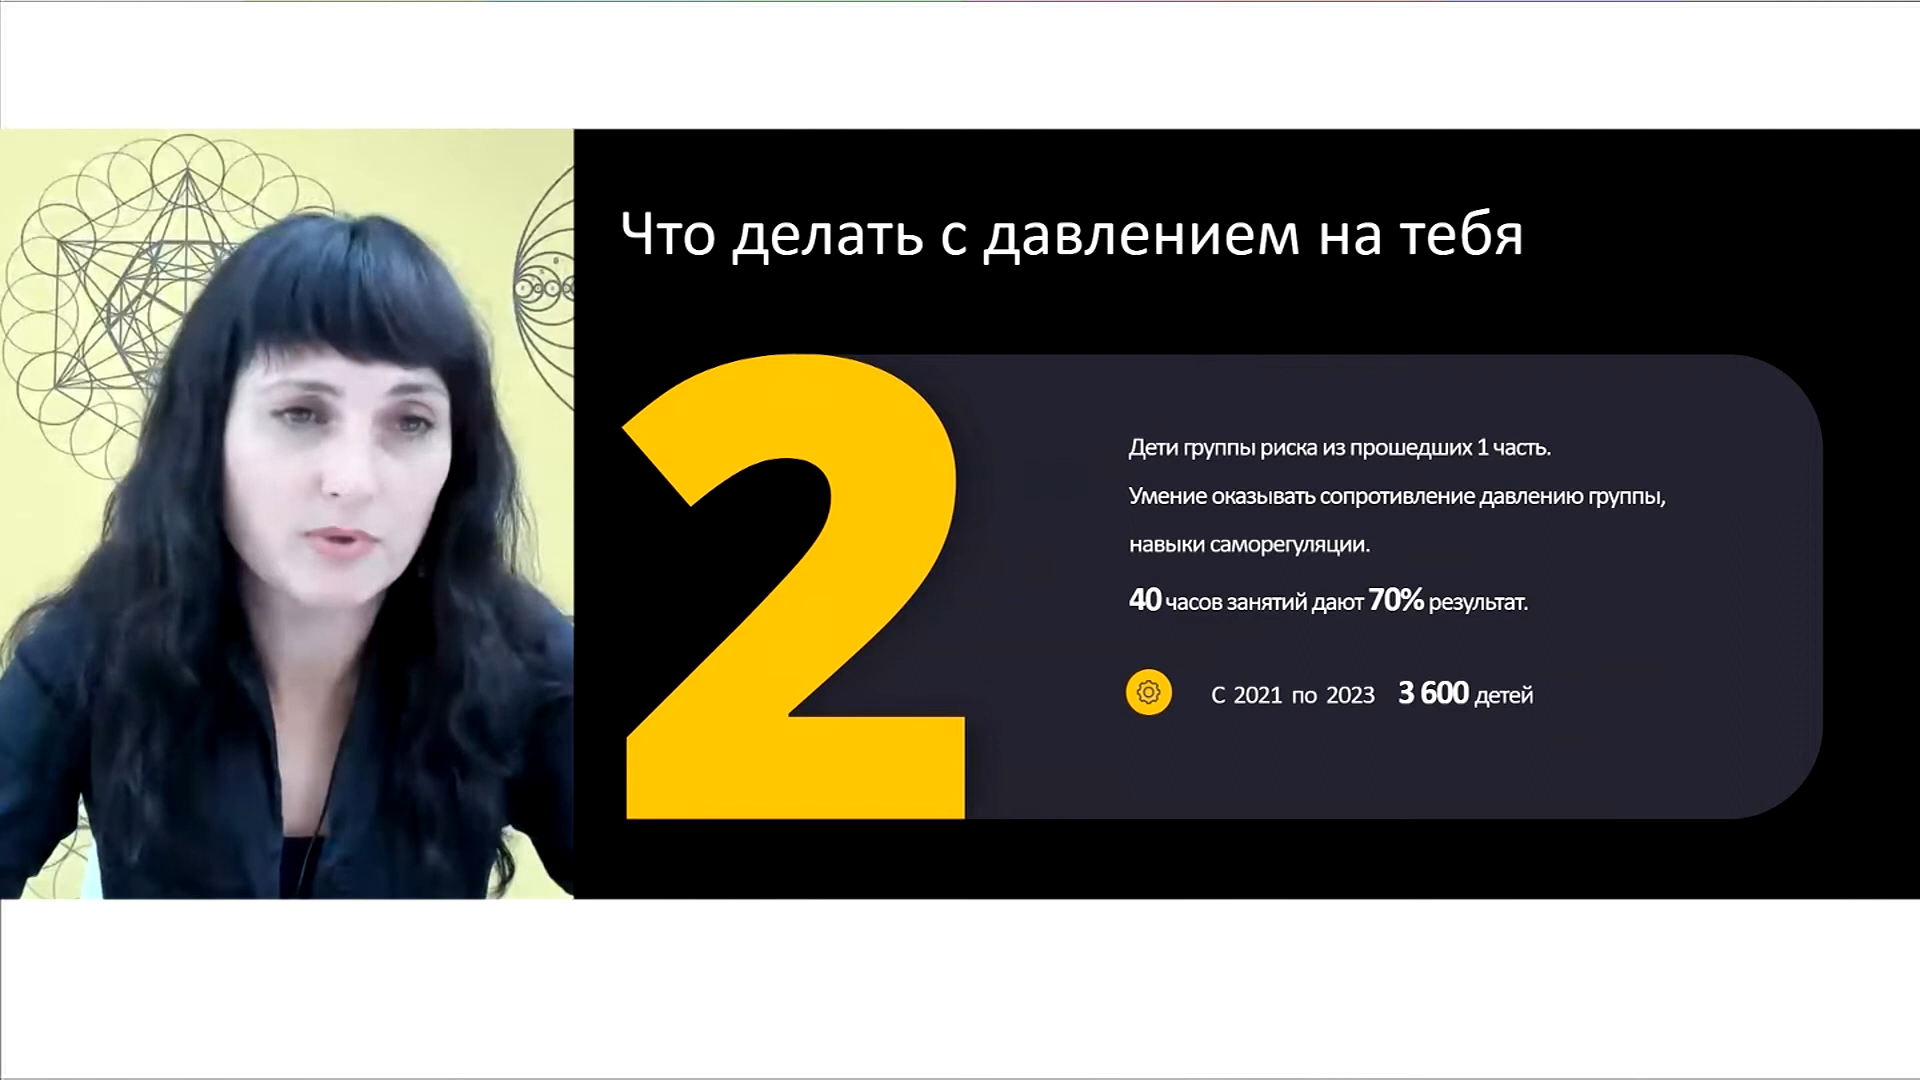 Что делать с давлением на тебя
2
Дети группы риска из прошедших 1 часть.
Умение оказывать сопротивление давлению группы,
навыки саморегуляции.
40 часов занятий дают 70% результат.
С 2021 по 2023 3 600 детей